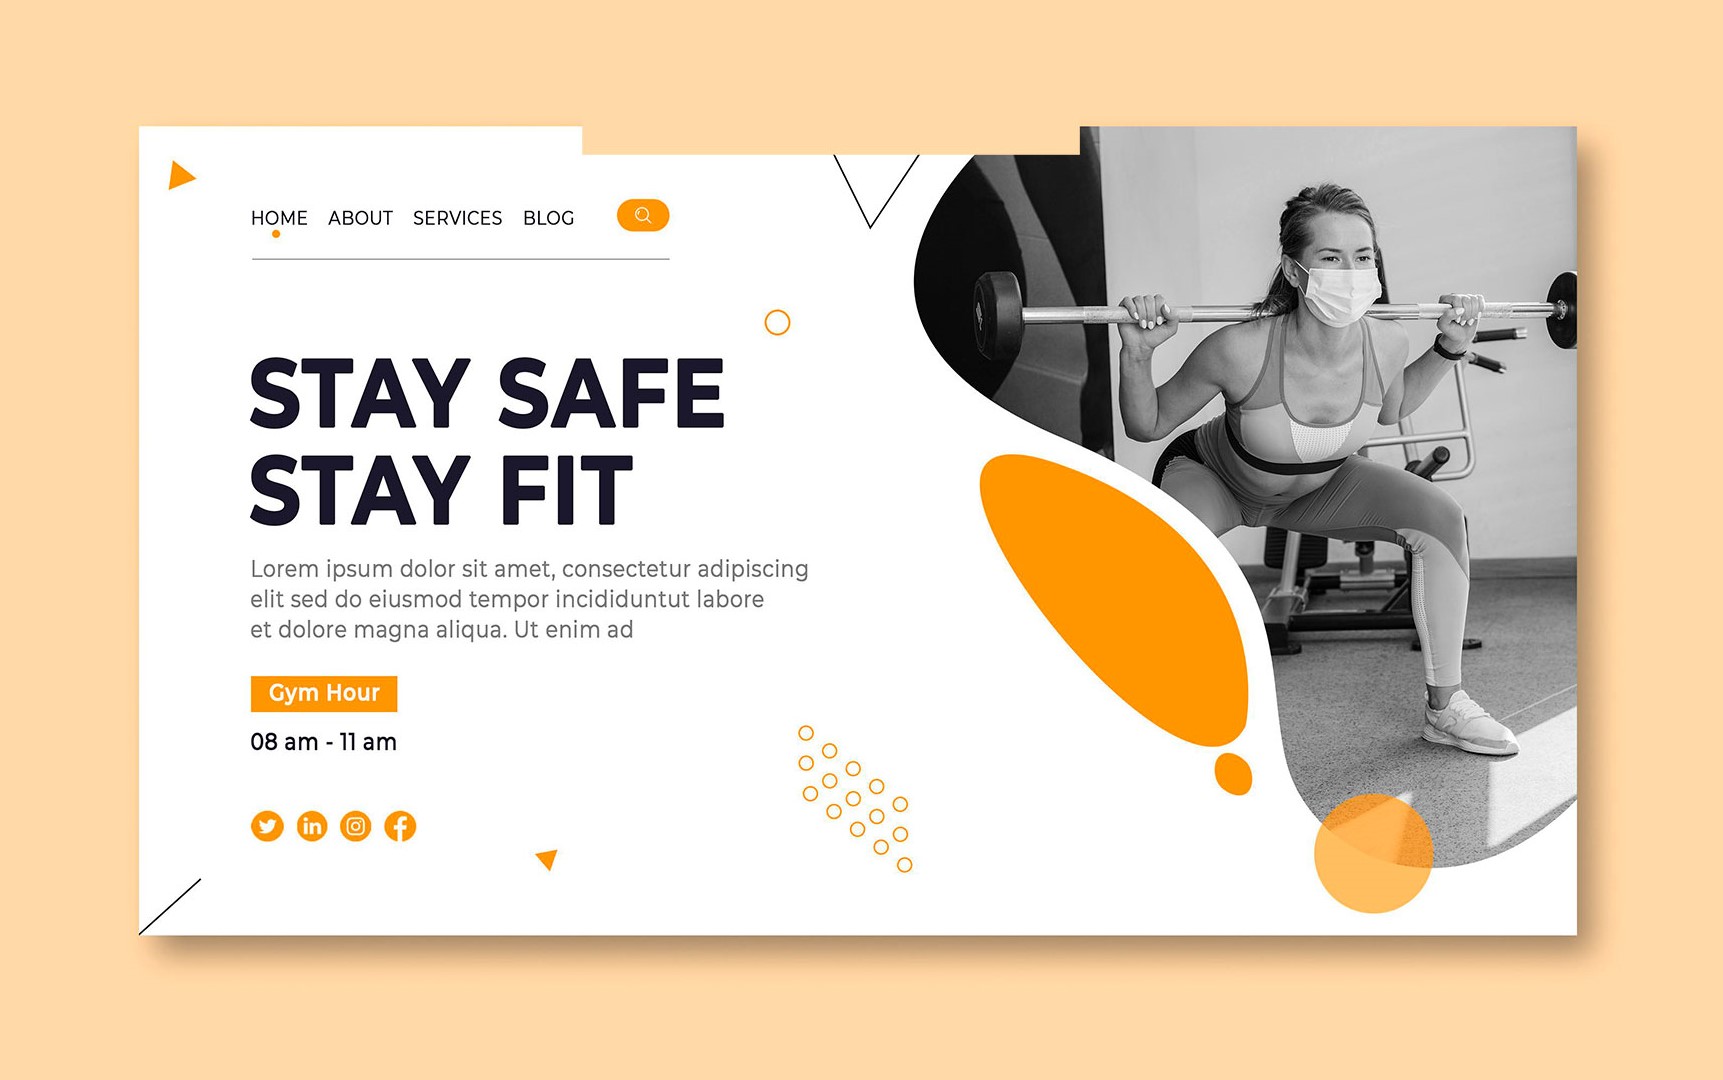 HOME ABOUT SERVICES BLOG
STAY SAFE
STAY FIT
Lorem ipsum dolor sit amet, consectetur adipiscing
elit sed do eiusmod tempor incididuntut labore
et dolore magna aliqua. Ut enim ad
Gym Hour
08 am - 11 am